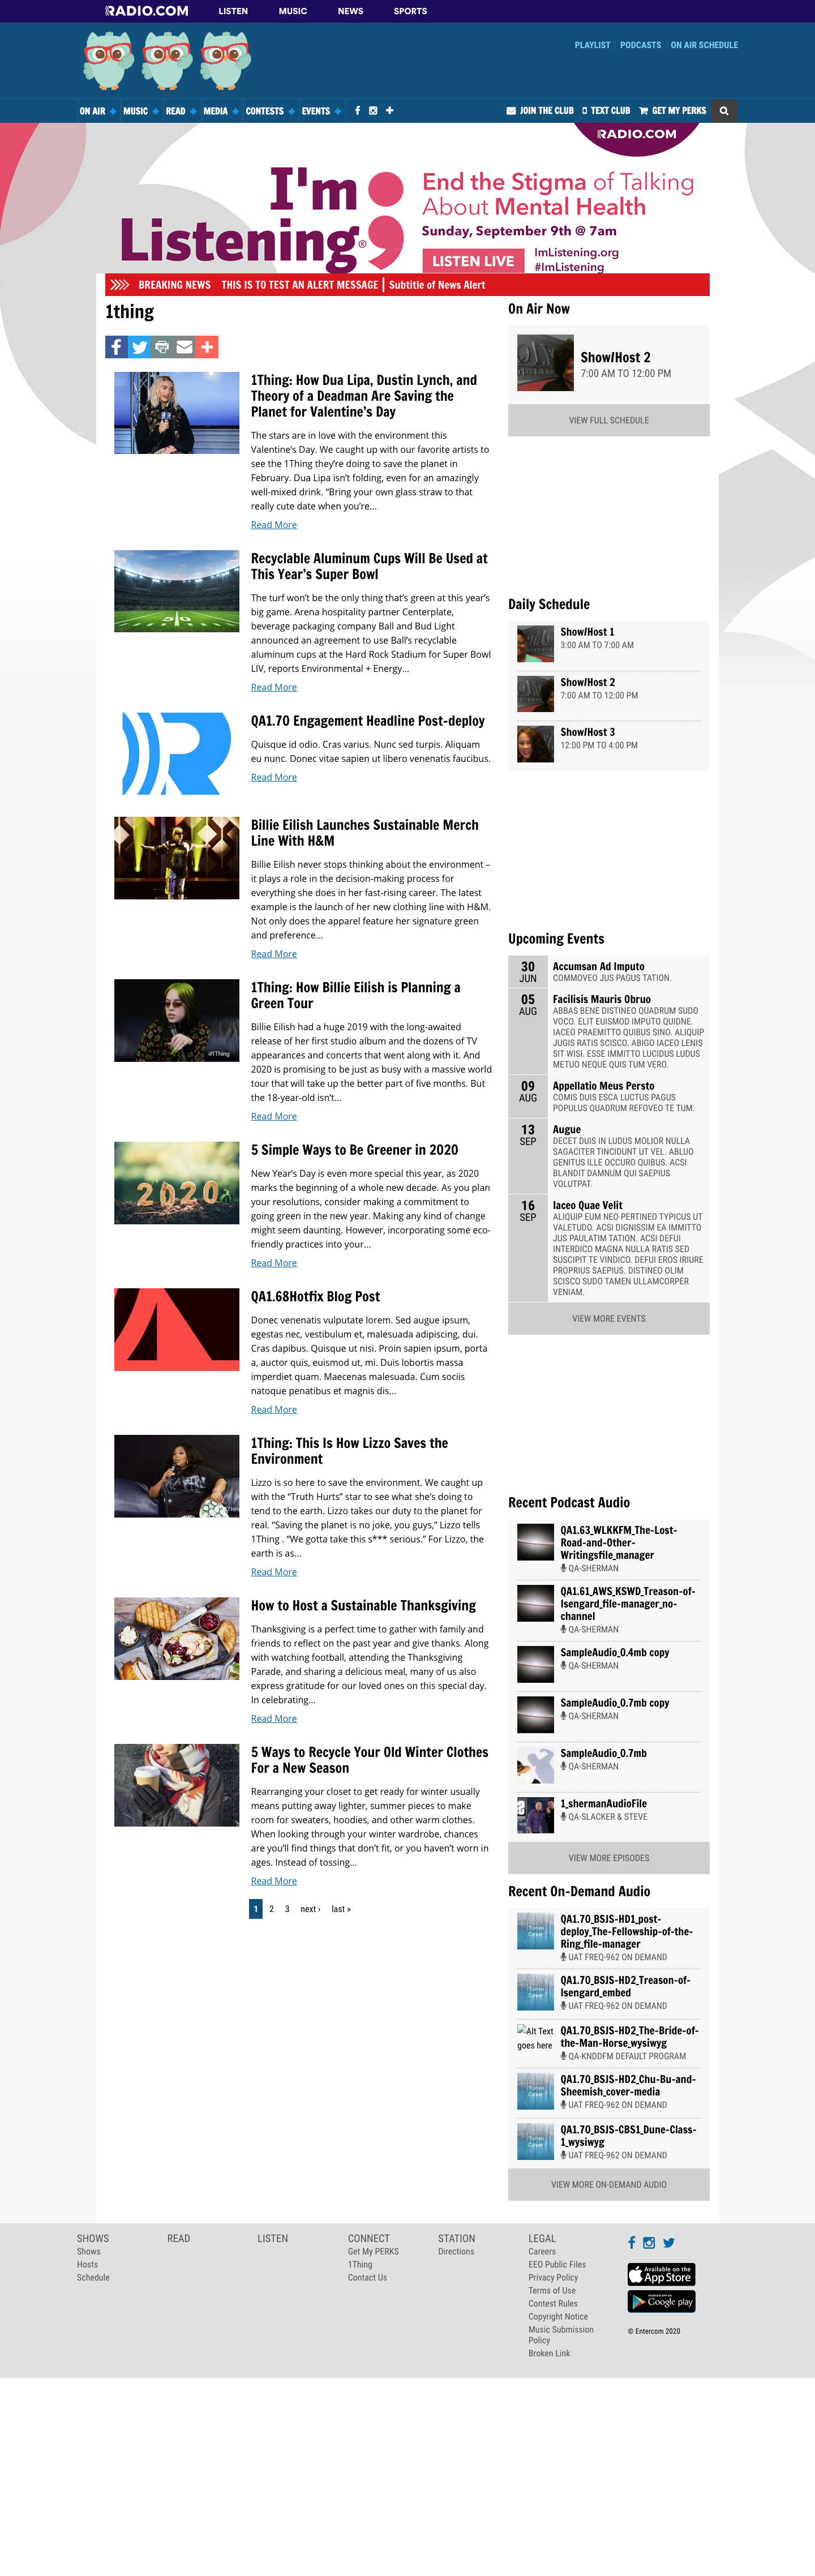 RADIO.COM LISTEN MUSIC NEWS SPORTS
PLAYLIST PODCASTS ON AIR SCHEDULE
ON AIR MUSIC READ MEDIA CONTESTS EVENTS JOIN THE CLUB TEXT CLUB GET MY PERKS
RADIO.COM
I'm
Listening®
End the Stigma of Talking
About Mental Health
Sunday, September 9th @ 7am
LISTEN LIVE
ImListening.org
#ImListening
BREAKING NEWS THIS IS TO TEST AN ALERT MESSAGE | Subtitle of News Alert
1thing
1Thing: How Dua Lipa, Dustin Lynch, and
Theory of a Deadman Are Saving the
Planet for Valentine's Day
The stars are in love with the environment this
Valentine's Day. We caught up with our favorite artists to
see the 1Thing they're doing to save the planet in
February. Dua Lipa isn't folding, even for an amazingly
well-mixed drink. “Bring your own glass straw to that
really cute date when you're...
Read More
Recyclable Aluminum Cups Will Be Used at
This Year's Super Bowl
The turf won't be the only thing that's green at this year's
big game. Arena hospitality partner Centerplate,
beverage packaging company Ball and Bud Light
announced an agreement to use Ball's recyclable
aluminum cups at the Hard Rock Stadium for Super Bowl
LIV, reports Environmental + Energy...
Read More
QA1.70 Engagement Headline Post-deploy
Quisque id odio. Cras varius. Nunc sed turpis. Aliquam
eu nunc. Donec vitae sapien ut libero venenatis faucibus.
Read More
Billie Eilish Launches Sustainable Merch
Line With H&M
Billie Eilish never stops thinking about the environment –
it plays a role in the decision-making process for
everything she does in her fast-rising career. The latest
example is the launch of her new clothing line with H&M.
Not only does the apparel feature her signature green
and preference...
Read More
1Thing
1Thing: How Billie Eilish is Planning a
Green Tour
Billie Eilish had a huge 2019 with the long-awaited
release of her first studio album and the dozens of TV
appearances and concerts that went along with it. And
2020 is promising to be just as busy with a massive world
tour that will take up the better part of five months. But
the 18-year-old isn't...
Read More
2020
5 Simple Ways to Be Greener in 2020
New Year's Day is even more special this year, as 2020
marks the beginning of a whole new decade. As you plan
your resolutions, consider making a commitment to
going green in the new year. Making any kind of change
might seem daunting. However, incorporating some eco-
friendly practices into your...
Read More
QA1.68Hotfix Blog Post
Donec venenatis vulputate lorem. Sed augue ipsum,
egestas nec, vestibulum et, malesuada adipiscing, dui.
Cras dapibus. Quisque ut nisi. Proin sapien ipsum, porta
a, auctor quis, euismod ut, mi. Duis lobortis massa
imperdiet quam. Maecenas malesuada. Cum sociis
natoque penatibus et magnis dis...
Read More
1Thing: This Is How Lizzo Saves the
Environment
Lizzo is so here to save the environment. We caught up
with the “Truth Hurts” star to see what she's doing to
tend to the earth. Lizzo takes our duty to the planet for
real. “Saving the planet is no joke, you guys,” Lizzo tells
1Thing . “We gotta take this s*** serious.” For Lizzo, the
earth is as...
Read More
How to Host a Sustainable Thanksgiving
Thanksgiving is a perfect time to gather with family and
friends to reflect on the past year and give thanks. Along
with watching football, attending the Thanksgiving
Parade, and sharing a delicious meal, many of us also
express gratitude for our loved ones on this special day.
In celebrating...
Read More
5 Ways to Recycle Your Old Winter Clothes
For a New Season
Rearranging your closet to get ready for winter usually
means putting away lighter, summer pieces to make
room for sweaters, hoodies, and other warm clothes.
When looking through your winter wardrobe, chances
are you'll find things that don't fit, or you haven't worn in
ages. Instead of tossing...
Read More
1 2 3 next › last »
On Air Now
Show/Host 2
7:00 AM TO 12:00 PM
VIEW FULL SCHEDULE
Daily Schedule
Show/Host 1
3:00 AM TO 7:00 AM
Show/Host 2
7:00 AM TO 12:00 PM
Show/Host 3
12:00 PM TO 4:00 PM
Upcoming Events
30 JUN
Accumsan Ad Imputo
COMMOVEO JUS PAGUS TATION.
05 AUG
Facilisis Mauris Obruo
ABBAS BENE DISTINEO QUADRUM SUDO
VOCO. ELIT EUISMOD IMPUTO QUIDNE.
IACEO PRAEMITTO QUIBUS SINO. ALIQUIP
JUGIS RATIS SCISCO. ABIGO IACEO LENIS
SIT WISI. ESSE IMMITTO LUCIDUS LUDUS
METUO NEQUE QUIS TUM VERO.
09 AUG
Appellatio Meus Persto
COMIS DUIS ESCA LUCTUS PAGUS
POPULUS QUADRUM REFOVEO TE TUM.
13 SEP
Augue
DECET DUIS IN LUDUS MOLIOR NULLA
SAGACITER TINCIDUNT UT VEL. ABLUO
GENITUS ILLE OCCURO QUIBUS. ACSI
BLANDIT DAMNUM QUI SAEPIUS
VOLUTPAT.
16 SEP
Iaceo Quae Velit
ALIQUIP EUM NEO PERTINEO TYPICUS UT
VALETUDO. ACSI DIGNISSIM EA IMMITTO
JUS PAULATIM TATION. ACSI DEFUI
INTERDICO MAGNA NULLA RATIS SED
SUSCIPIT TE VINDICO. DEFUI EROS IRIURE
PROPRIUS SAEPIUS. DISTINEO OLIM
SCISCO SUDO TAMEN ULLAMCORPER
VENIAM.
VIEW MORE EVENTS
Recent Podcast Audio
QA1.63_WLKKFM_The-Lost-
Road-and-Other-
Writingsfile_manager
QA-SHERMAN
QA1.61_AWS_KSWD_Treason-of-
Isengard_file-manager_no-
channel
QA-SHERMAN
SampleAudio_0.4mb copy
QA-SHERMAN
SampleAudio_0.7mb copy
QA-SHERMAN
SampleAudio_0.7mb
QA-SHERMAN
1_shermanAudioFile
QA-SLACKER & STEVE
VIEW MORE EPISODES
Recent On-Demand Audio
iTunes Cover
QA1.70_BSJS-HD1_post-
deploy_The-Fellowship-of-the-
Ring_file-manager
UAT FREQ-962 ON DEMAND
iTunes Cover
QA1.70_BSJS-HD2_Treason-of-
Isengard_embed
UAT FREQ-962 ON DEMAND
Alt Text
goes here
QA1.70_BSJS-HD2_The-Bride-of-
the-Man-Horse_wysiwyg
QA-KNDDFM DEFAULT PROGRAM
iTunes Cover
QA1.70_BSJS-HD2_Chu-Bu-and-
Sheemish_cover-media
UAT FREQ-962 ON DEMAND
iTunes Cover
QA1.70_BSJS-CBS1_Dune-Class-
1_wysiwyg
UAT FREQ-962 ON DEMAND
VIEW MORE ON-DEMAND AUDIO
SHOWS
Shows
Hosts
Schedule
READ
LISTEN
CONNECT
Get My PERKS
1Thing
Contact Us
STATION
Directions
LEGAL
Careers
EEO Public Files
Privacy Policy
Terms of Use
Contest Rules
Copyright Notice
Music Submission
Policy
Broken Link
Available on the
App Store
ANDROID APP ON
Google play
© Entercom 2020